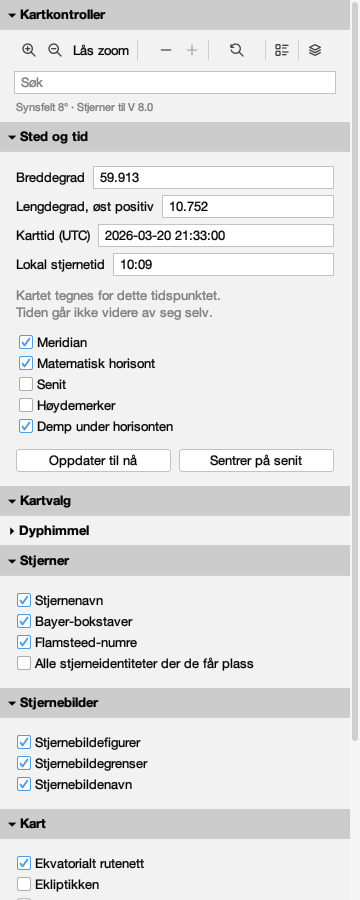 Kartkontroller
Lås zoom
Søk
Synsfelt 8° · Stjerner til V 8.0
Sted og tid
Breddegrad 59.913
Lengdegrad, øst positiv 10.752
Karttid (UTC) 2026-03-20 21:33:00
Lokal stjernetid 10:09
Kartet tegnes for dette tidspunktet.
Tiden går ikke videre av seg selv.
Meridian
Matematisk horisont
Senit
Høydemerker
Demp under horisonten
Oppdater til nå Sentrer på senit
Kartvalg
Dyphimmel
Stjerner
Stjernenavn
Bayer-bokstaver
Flamsteed-numre
Alle stjerneidentiteter der de får plass
Stjernebilder
Stjernebildefigurer
Stjernebildegrenser
Stjernebildenavn
Kart
Ekvatorialt rutenett
Ekliptikken